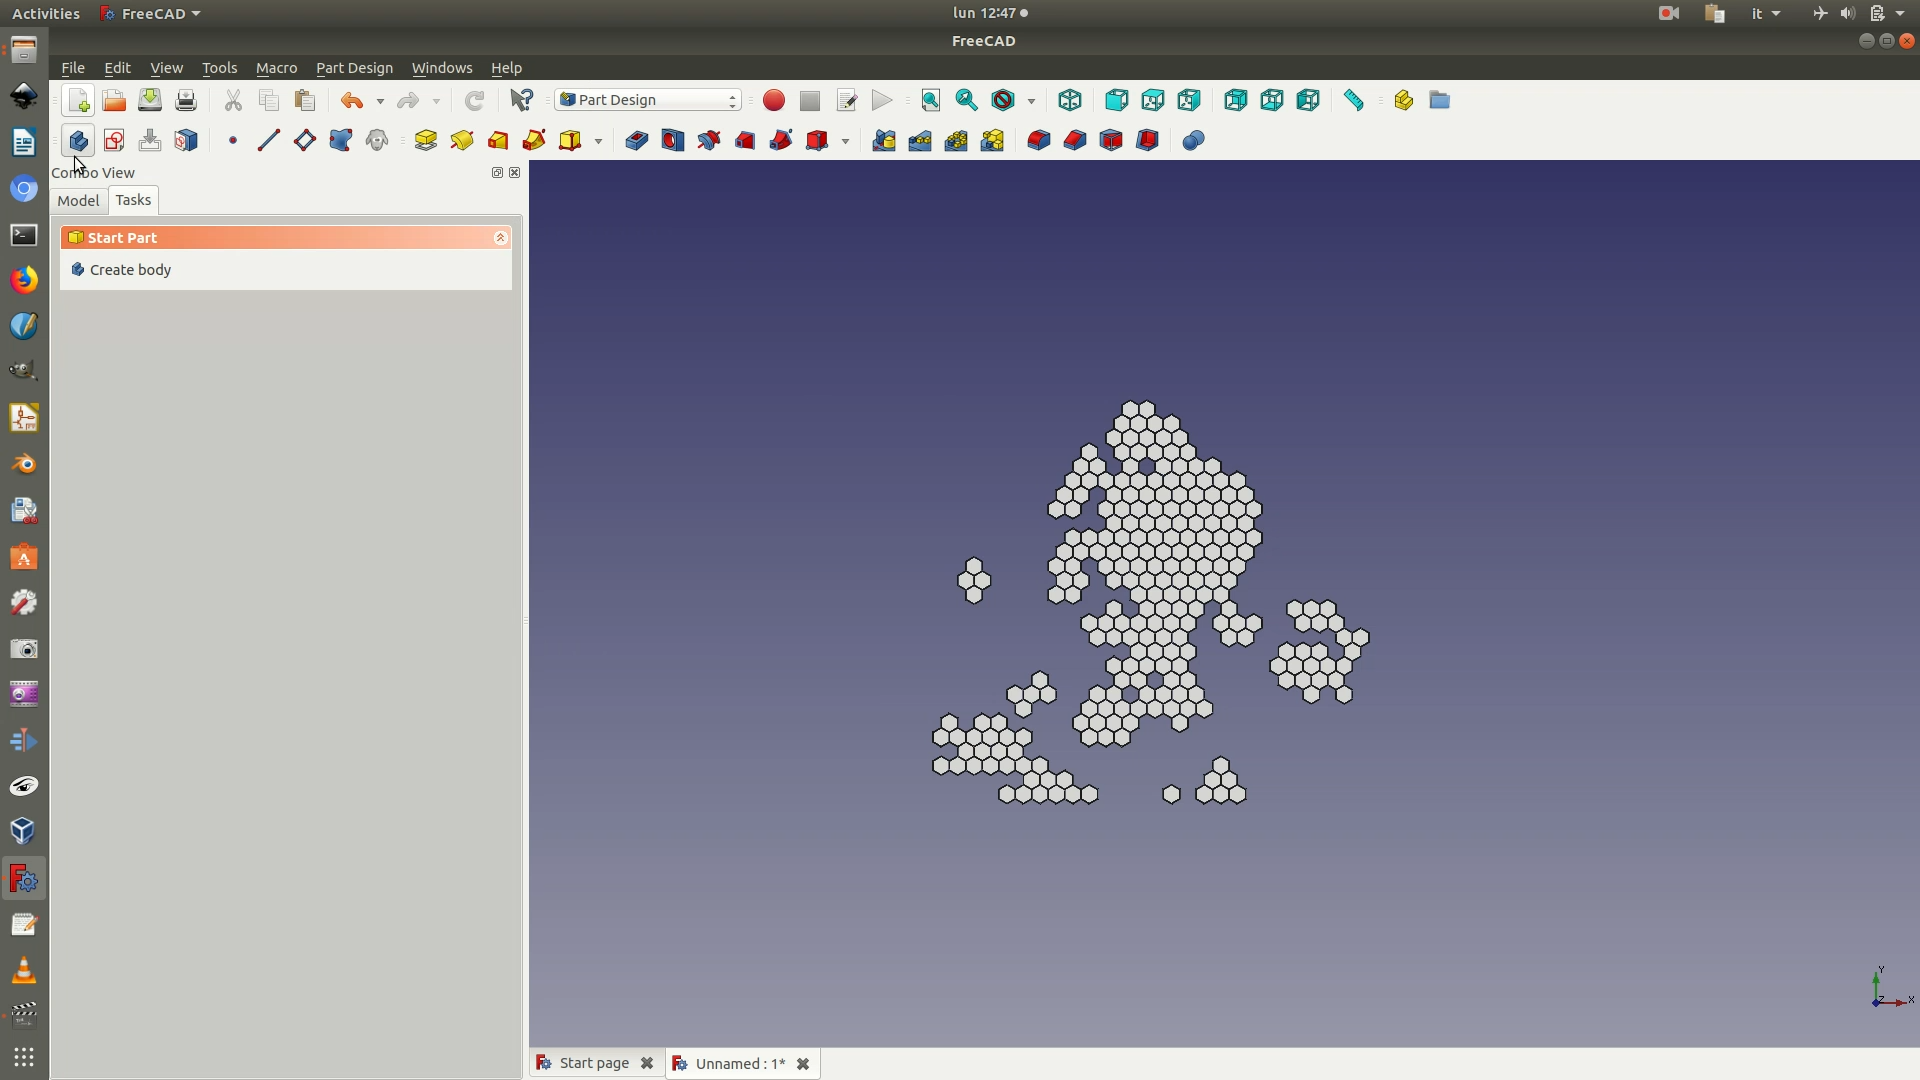 Activities FreeCAD lun 12:47 it
FreeCAD
File Edit View Tools Macro Part Design Windows Help
Part Design
Combo View
Model Tasks
Start Part
Create body
Y
Z X
Start page Unnamed : 1*